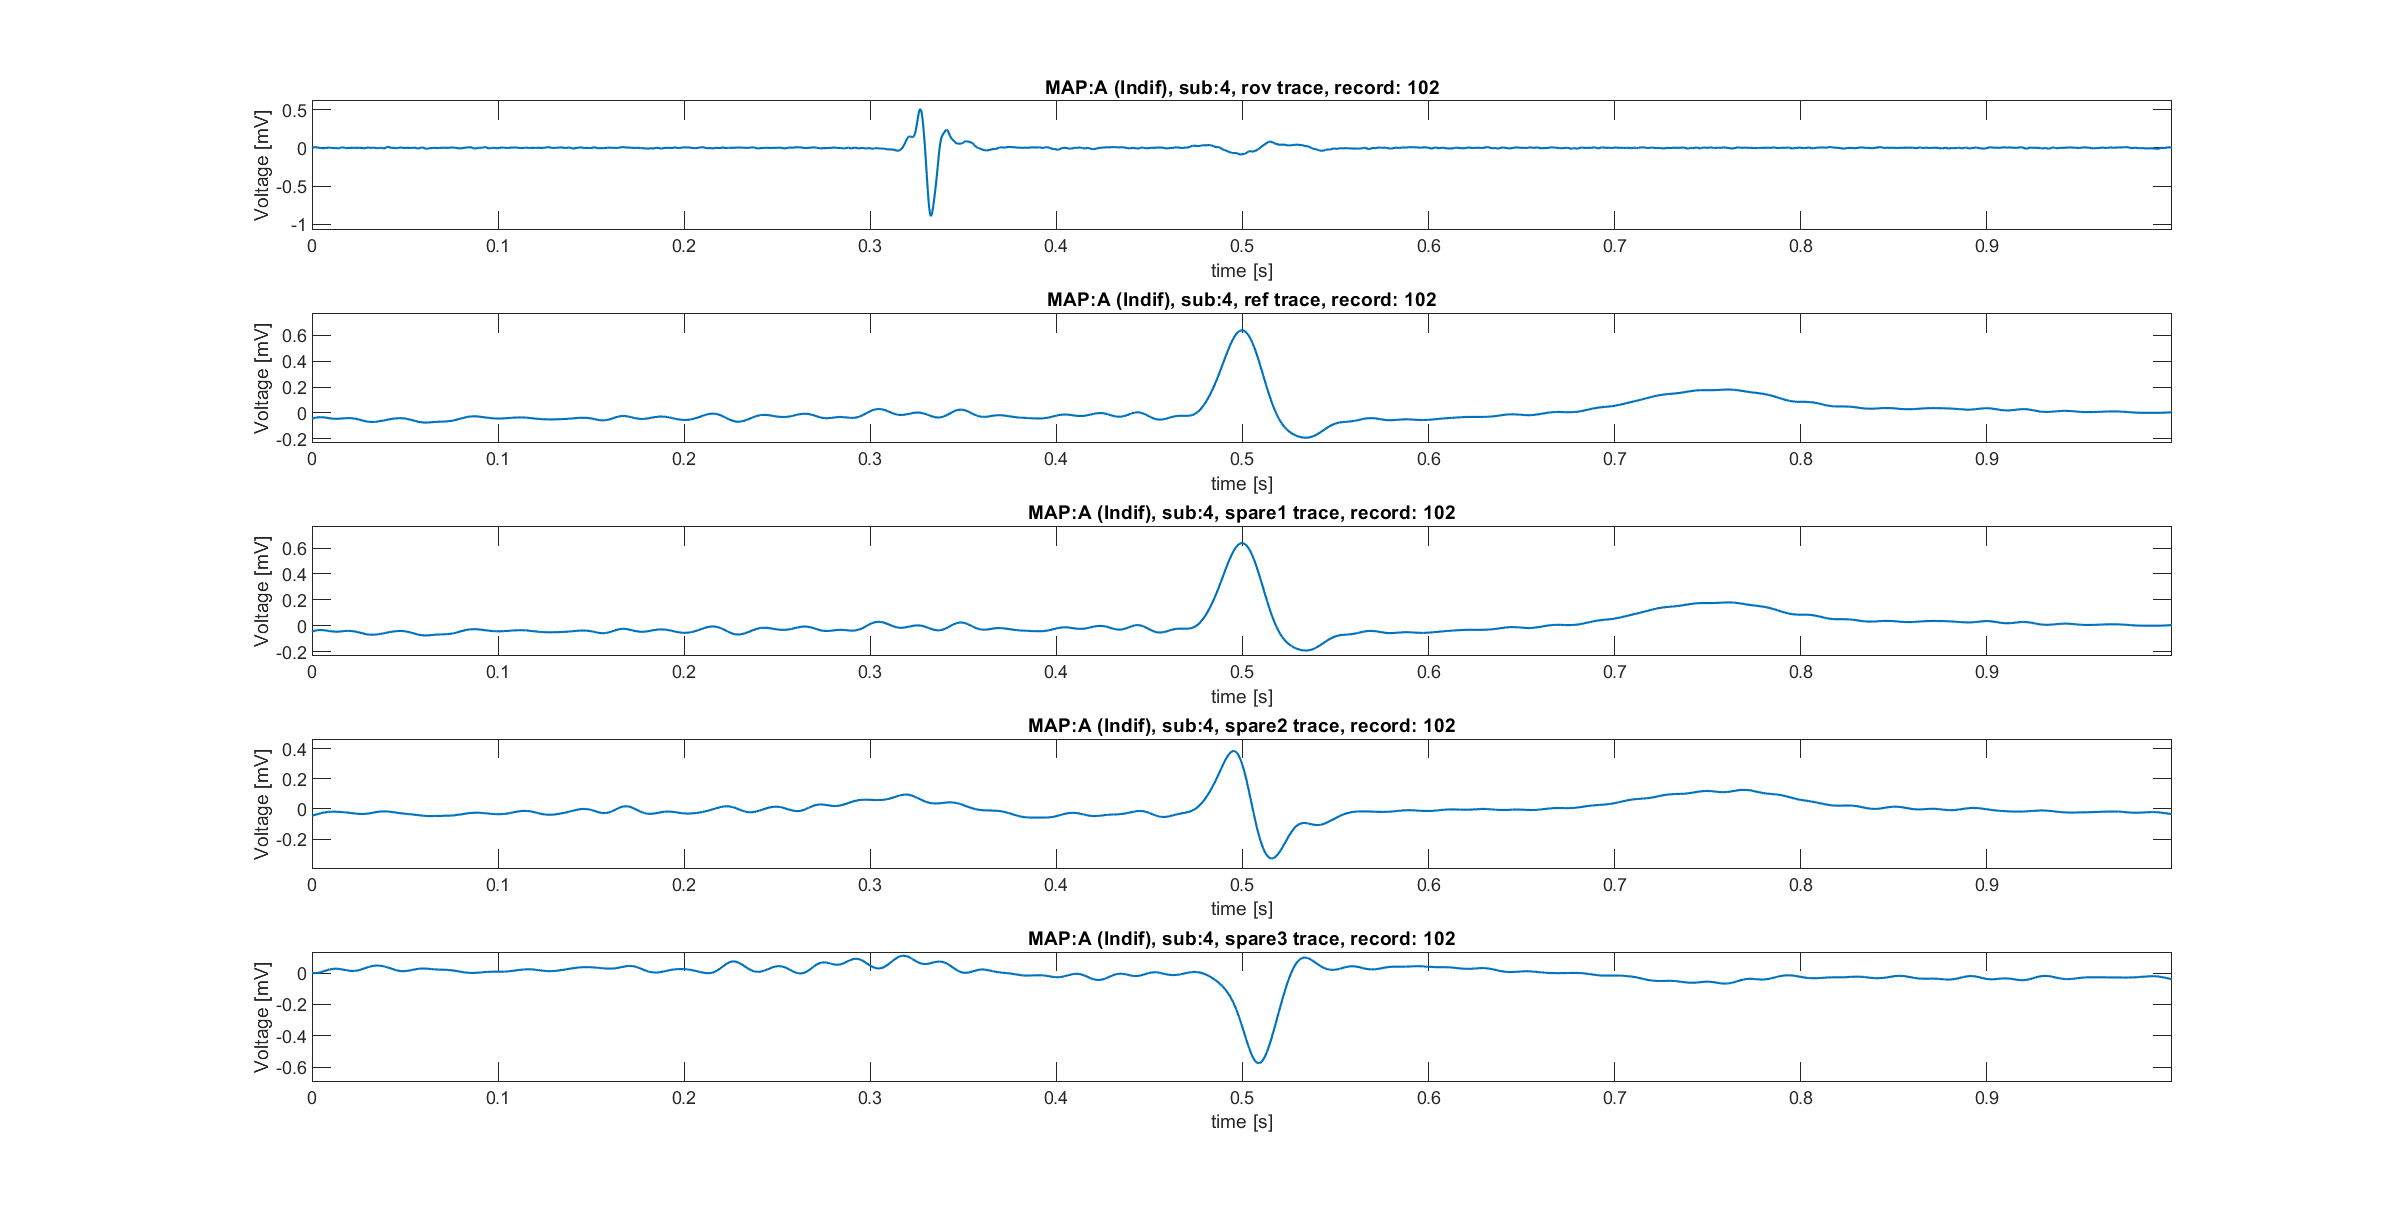 MAP:A (Indif), sub:4, rov trace, record: 102
Voltage [mV]
0.5
0
-0.5
-1
0 0.1 0.2 0.3 0.4 0.5 0.6 0.7 0.8 0.9
time [s]
MAP:A (Indif), sub:4, ref trace, record: 102
Voltage [mV]
0.6
0.4
0.2
0
-0.2
0 0.1 0.2 0.3 0.4 0.5 0.6 0.7 0.8 0.9
time [s]
MAP:A (Indif), sub:4, spare1 trace, record: 102
Voltage [mV]
0.6
0.4
0.2
0
-0.2
0 0.1 0.2 0.3 0.4 0.5 0.6 0.7 0.8 0.9
time [s]
MAP:A (Indif), sub:4, spare2 trace, record: 102
Voltage [mV]
0.4
0.2
0
-0.2
0 0.1 0.2 0.3 0.4 0.5 0.6 0.7 0.8 0.9
time [s]
MAP:A (Indif), sub:4, spare3 trace, record: 102
Voltage [mV]
0
-0.2
-0.4
-0.6
0 0.1 0.2 0.3 0.4 0.5 0.6 0.7 0.8 0.9
time [s]